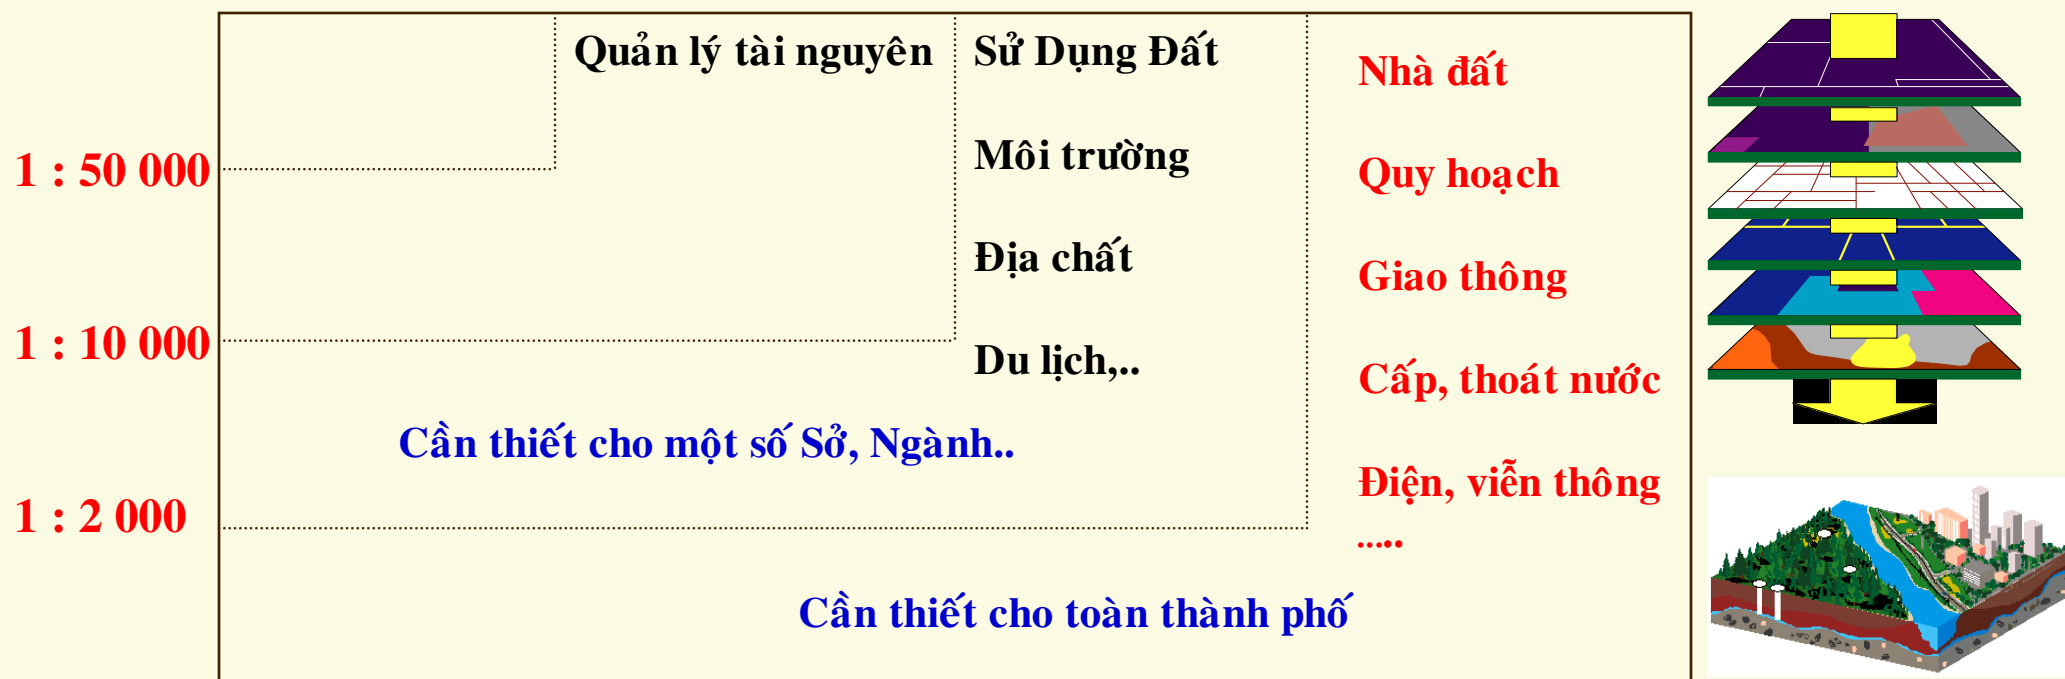 Quản lý tài nguyên
Sử Dụng Đất
Nhà đất
Môi trường
1 : 50 000
Quy hoạch
Địa chất
Giao thông
1 : 10 000
Du lịch,..
Cấp, thoát nước
Cần thiết cho một số Sở, Ngành..
Điện, viễn thông
1 : 2 000
.....
Cần thiết cho toàn thành phố